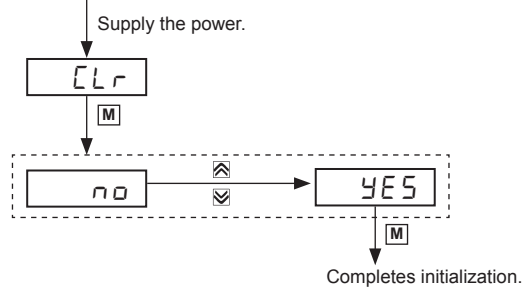 Supply the power.
CLr
M
no
YES
M
Completes initialization.